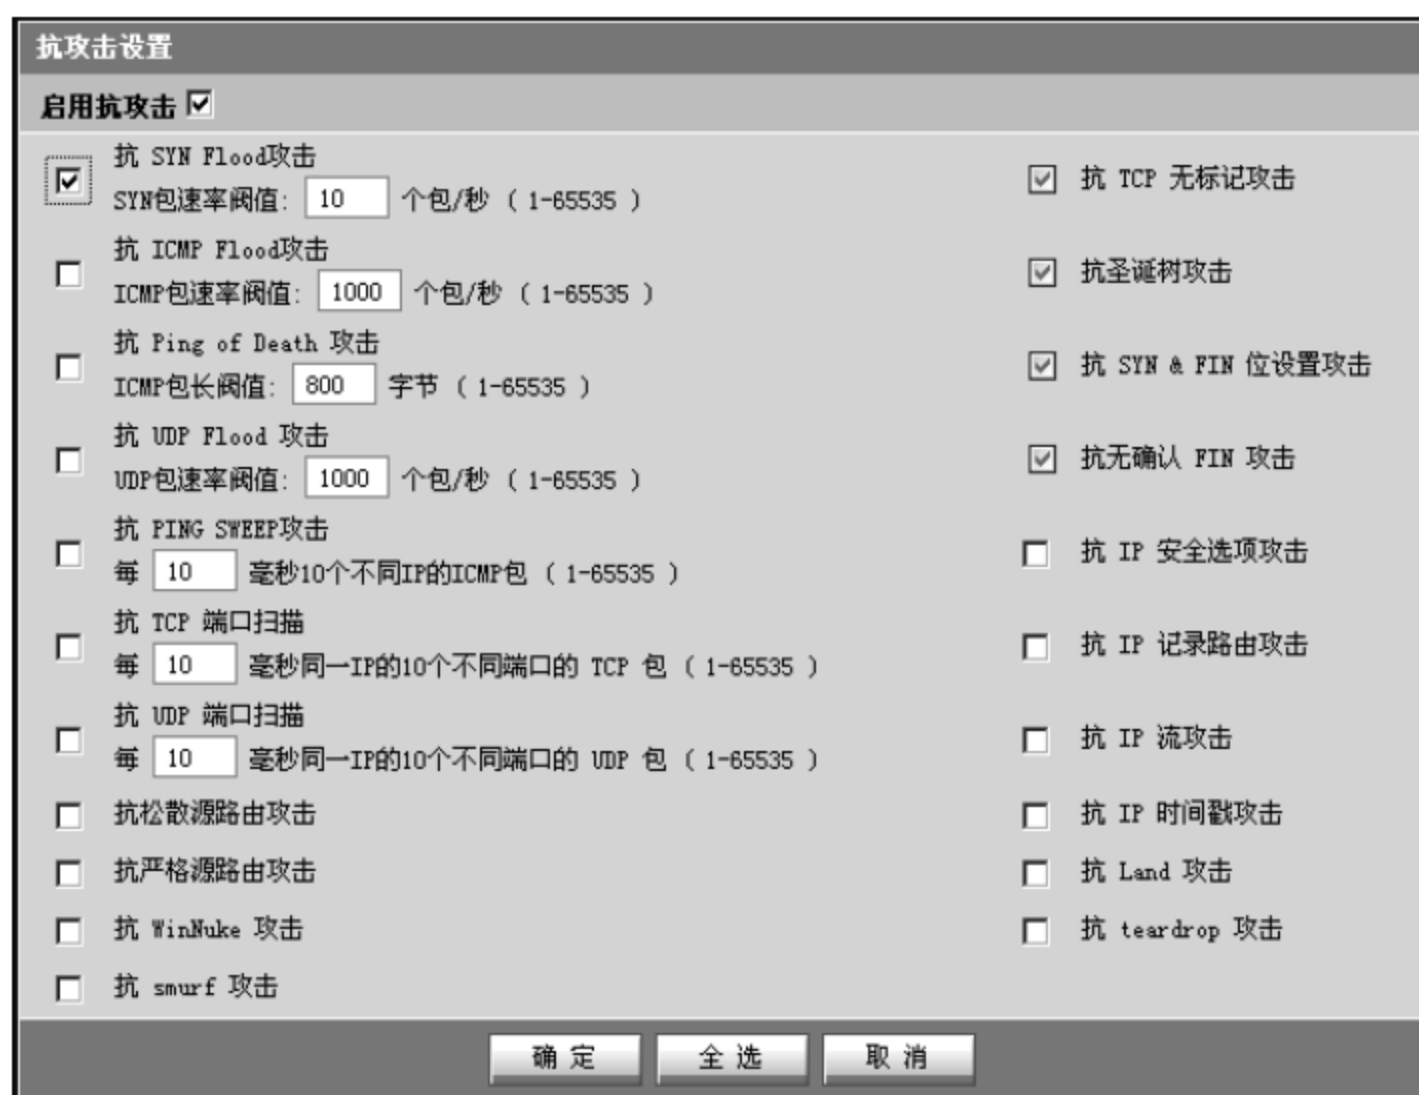 抗攻击设置
启用抗攻击
抗 SYN Flood攻击
SYN包速率阀值: 10 个包/秒 ( 1-65535 )
抗 TCP 无标记攻击
抗 ICMP Flood攻击
ICMP包速率阀值: 1000 个包/秒 ( 1-65535 )
抗圣诞树攻击
抗 Ping of Death 攻击
ICMP包长阀值: 800 字节 ( 1-65535 )
抗 SYN & FIN 位设置攻击
抗 UDP Flood 攻击
UDP包速率阀值: 1000 个包/秒 ( 1-65535 )
抗无确认 FIN 攻击
抗 PING SWEEP攻击
每 10 毫秒10个不同IP的ICMP包 ( 1-65535 )
抗 IP 安全选项攻击
抗 TCP 端口扫描
每 10 毫秒同一IP的10个不同端口的 TCP 包 ( 1-65535 )
抗 IP 记录路由攻击
抗 UDP 端口扫描
每 10 毫秒同一IP的10个不同端口的 UDP 包 ( 1-65535 )
抗 IP 流攻击
抗松散源路由攻击
抗 IP 时间戳攻击
抗严格源路由攻击
抗 Land 攻击
抗 WinNuke 攻击
抗 teardrop 攻击
抗 smurf 攻击
确 定 全 选 取 消